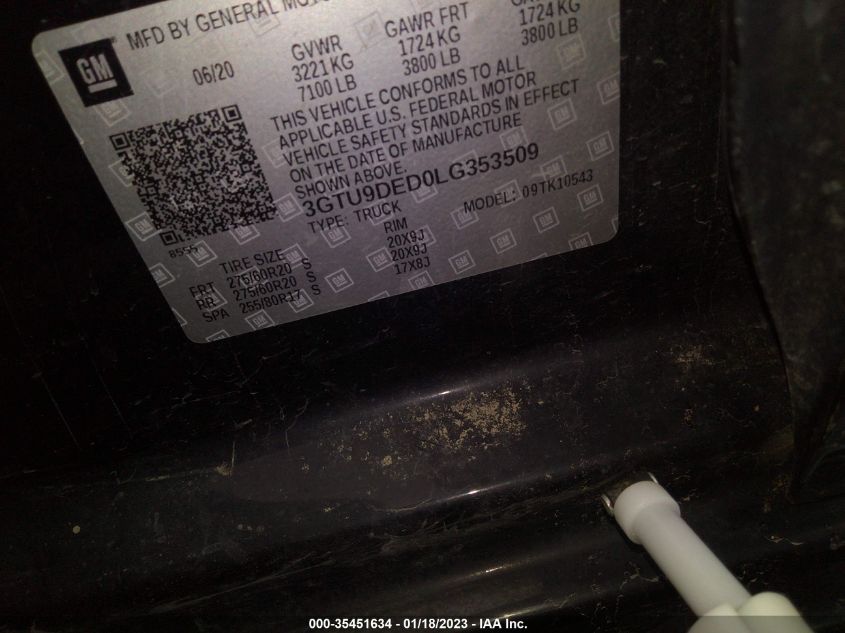 MFD BY GENERAL
GM
06/20
GVWR
3221 KG
7100 LB
GAWR FRT
1724 KG
3800 LB
1724 KG
3800 LB
THIS VEHICLE CONFORMS TO ALL
APPLICABLE U.S. FEDERAL MOTOR
VEHICLE SAFETY STANDARDS IN EFFECT
ON THE DATE OF MANUFACTURE
SHOWN ABOVE.
3GTU9DED0LG353509
TYPE: TRUCK
MODEL: 09TK10543
TIRE SIZE RIM
FRT 275/60R20 S 20X9J
RR 275/60R20 S 20X9J
SPA 255/80R17 S 17X8J
000-35451634 — 01/18/2023 — IAA Inc.